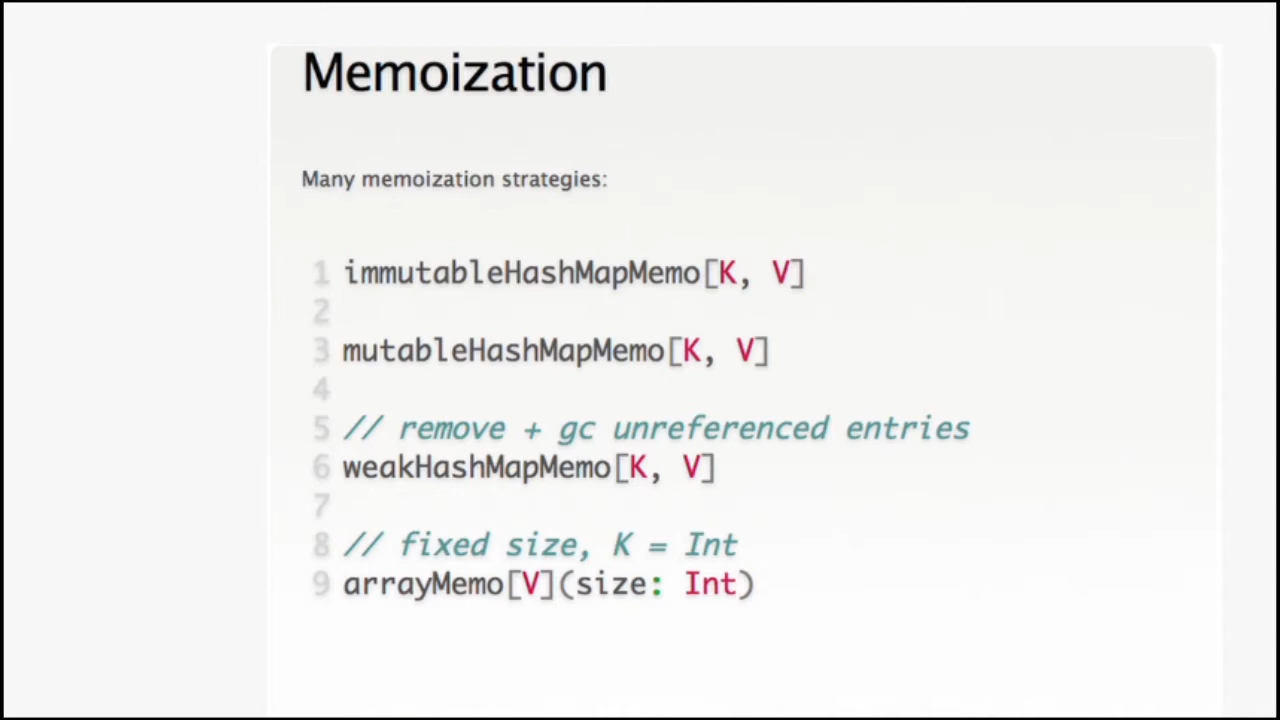 Memoization
Many memoization strategies:
1 immutableHashMapMemo[K, V]
2
3 mutableHashMapMemo[K, V]
4
5 // remove + gc unreferenced entries
6 weakHashMapMemo[K, V]
7
8 // fixed size, K = Int
9 arrayMemo[V](size: Int)